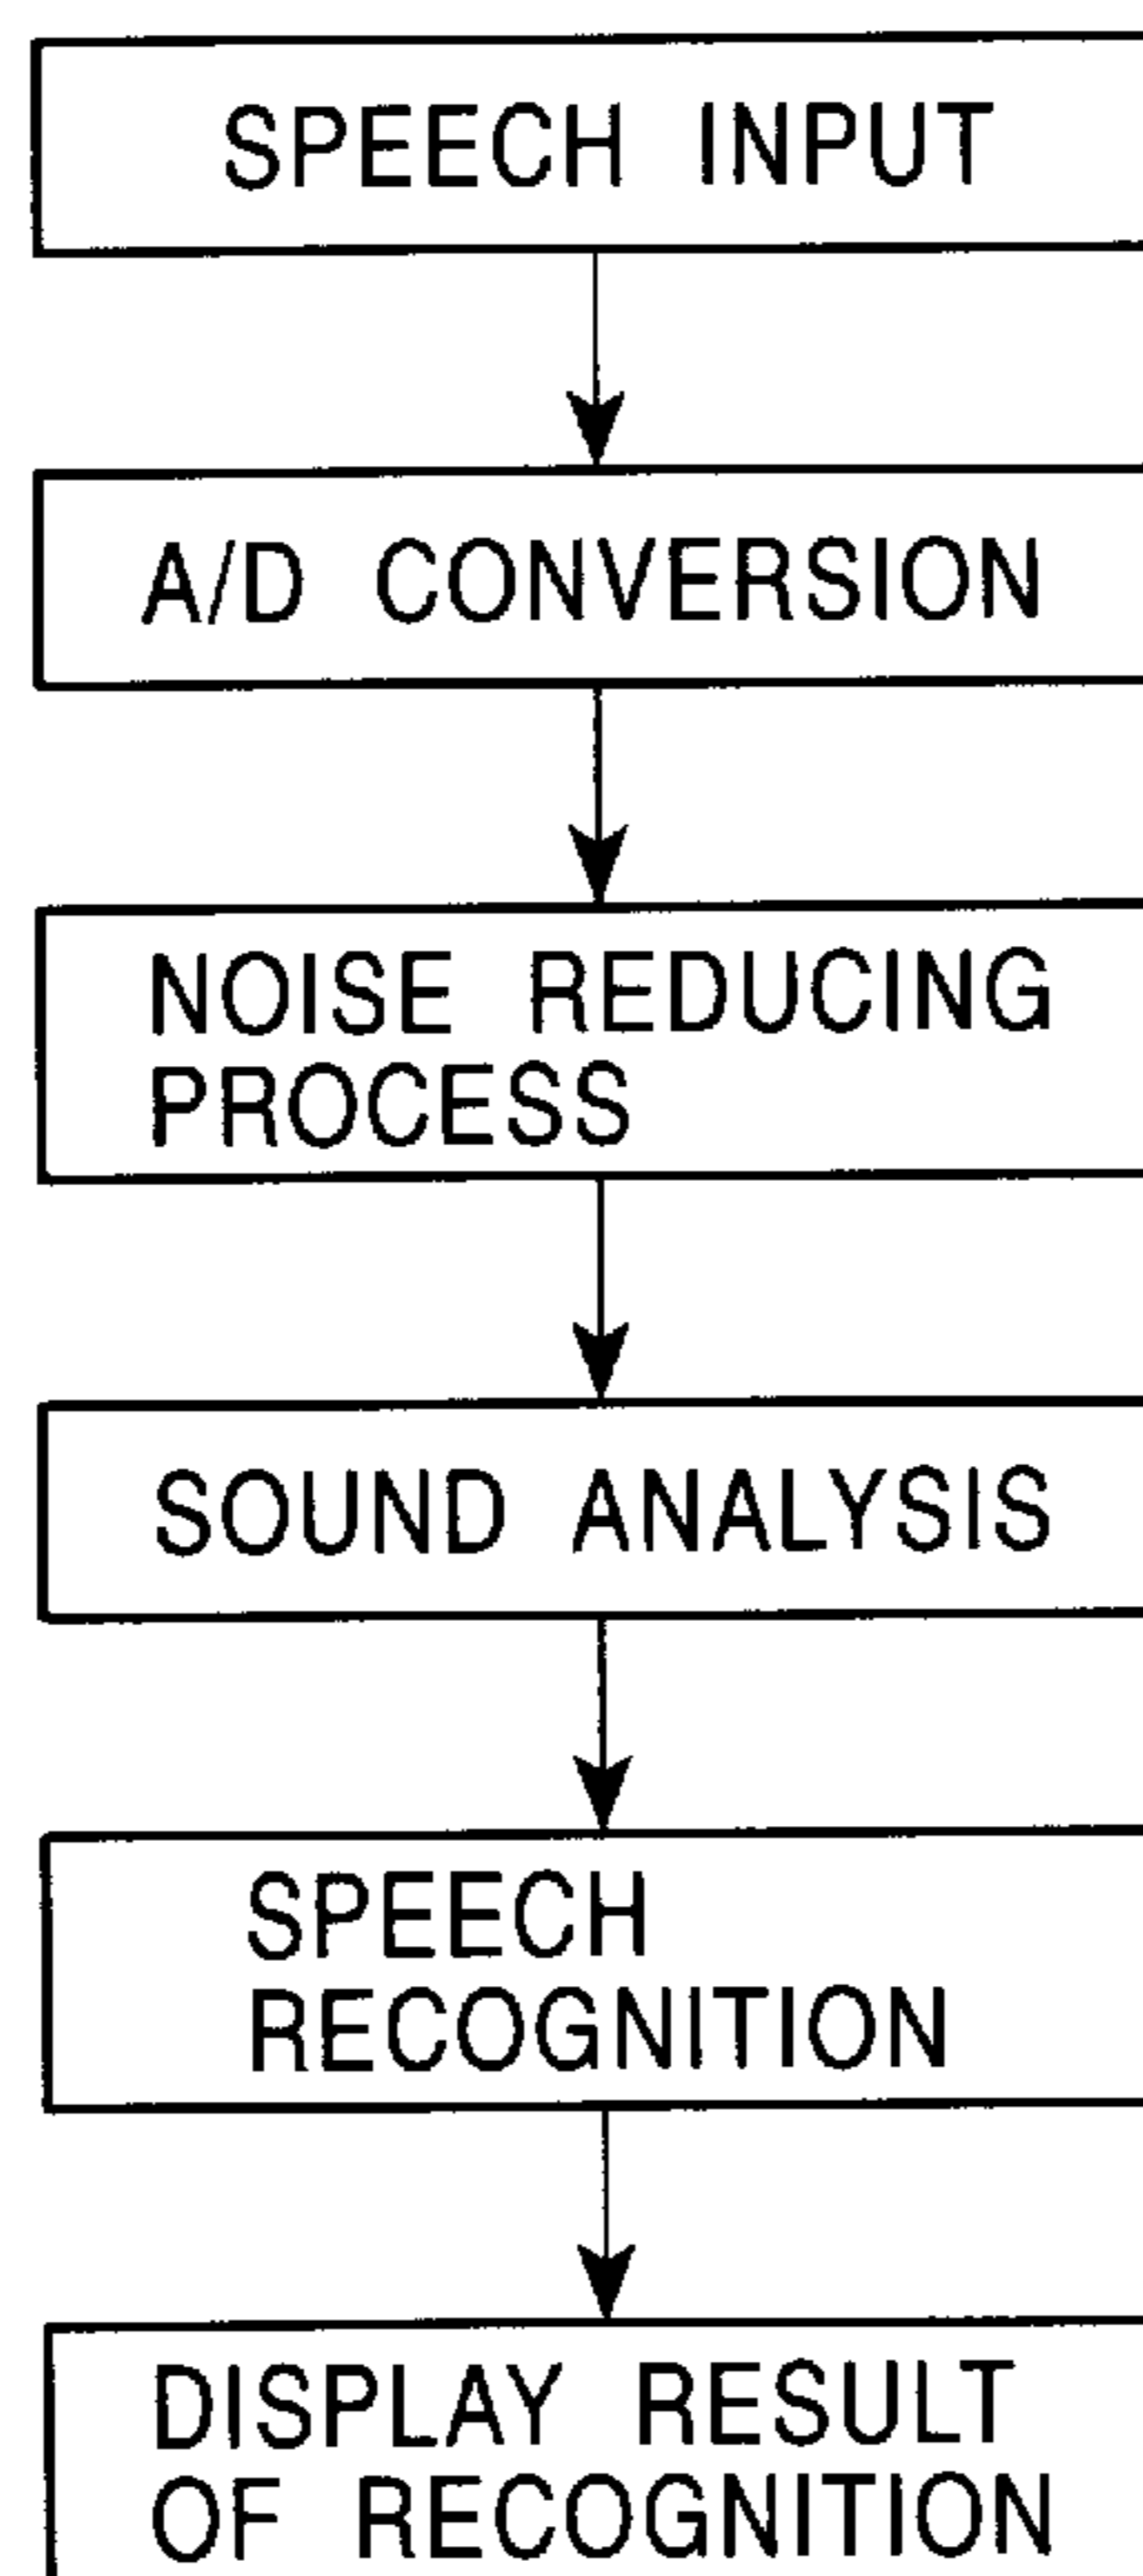 SPEECH INPUT
A/D CONVERSION
NOISE REDUCING
PROCESS
SOUND ANALYSIS
SPEECH
RECOGNITION
DISPLAY RESULT
OF RECOGNITION